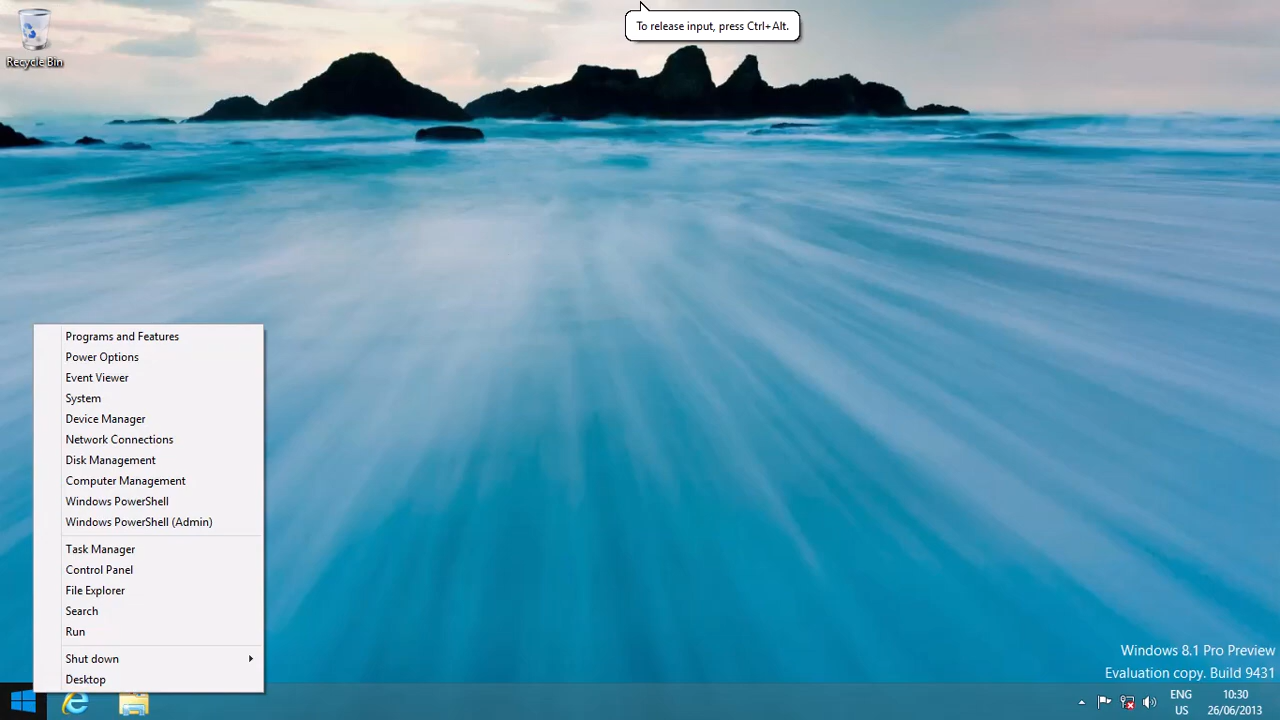 To release input, press Ctrl+Alt.
Recycle Bin
Programs and Features
Power Options
Event Viewer
System
Device Manager
Network Connections
Disk Management
Computer Management
Windows PowerShell
Windows PowerShell (Admin)
Task Manager
Control Panel
File Explorer
Search
Run
Shut down
Desktop
Windows 8.1 Pro Preview
Evaluation copy. Build 9431
ENG
US
10:30
26/06/2013